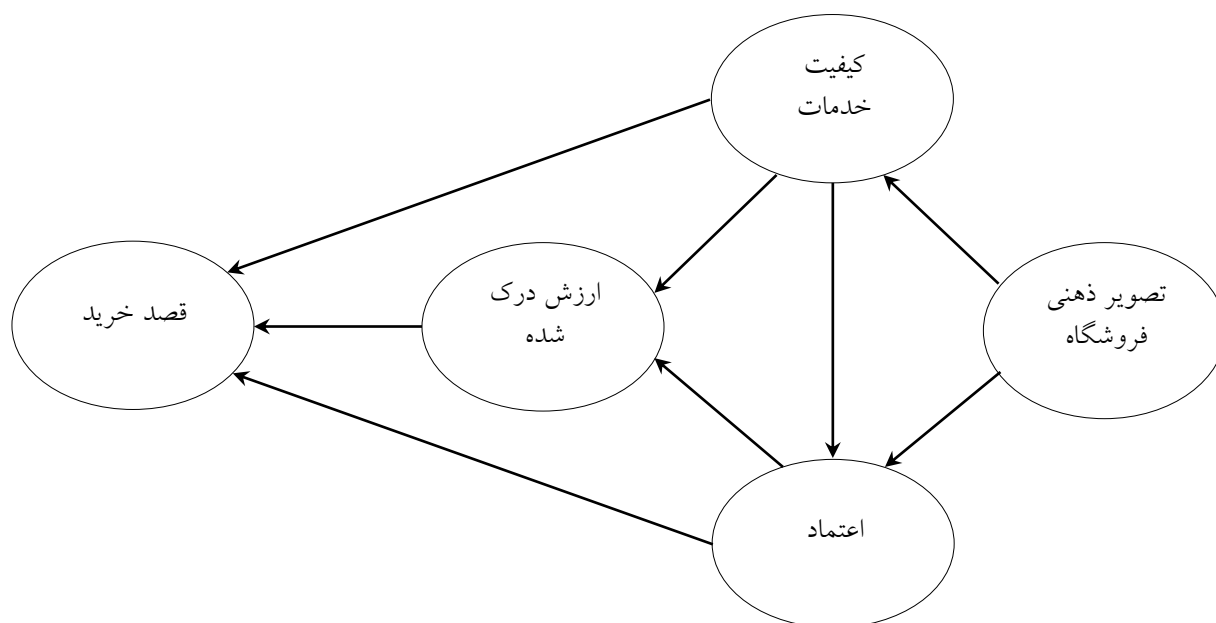 کیفیت
خدمات
تصویر ذهنی
فروشگاه
ارزش درک
شده
قصد خرید
اعتماد